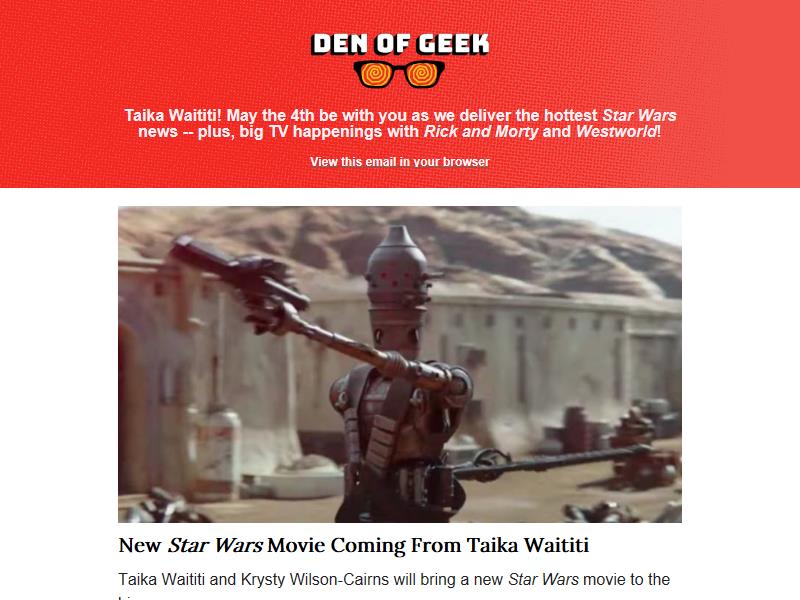 DEN OF GEEK
Taika Waititi! May the 4th be with you as we deliver the hottest Star Wars
news -- plus, big TV happenings with Rick and Morty and Westworld!
View this email in your browser
New Star Wars Movie Coming From Taika Waititi
Taika Waititi and Krysty Wilson-Cairns will bring a new Star Wars movie to the